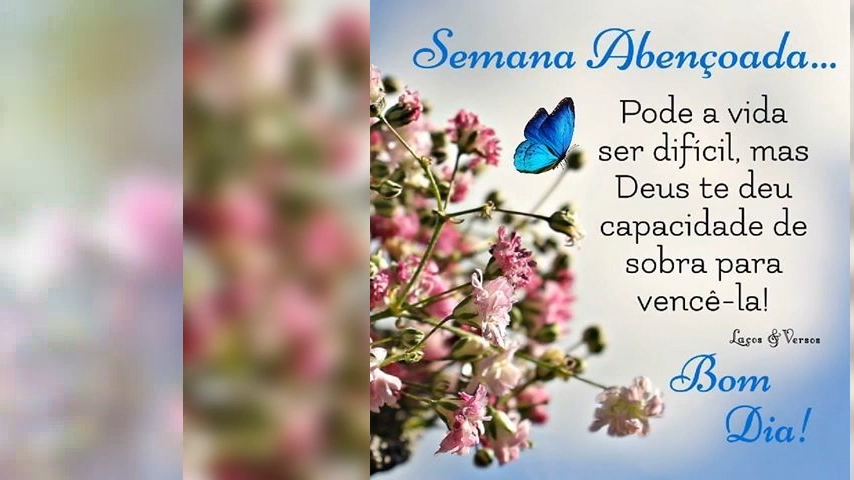 Semana Abençoada...
Pode a vida
ser difícil, mas
Deus te deu
capacidade de
sobra para
vencê-la!
Laços & Versos
Bom
Dia!